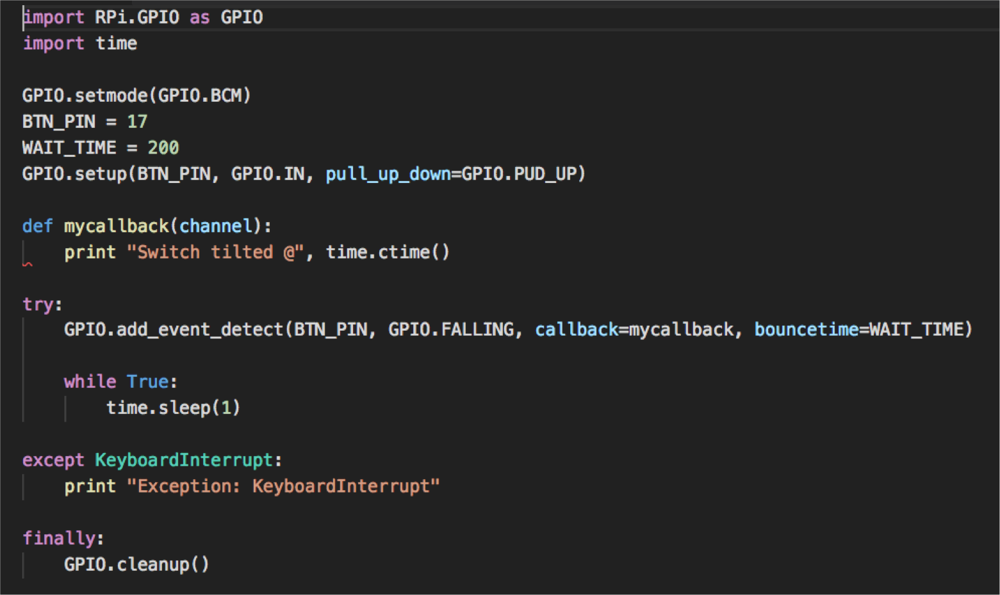 import RPi.GPIO as GPIO
import time
GPIO.setmode(GPIO.BCM)
BTN_PIN = 17
WAIT_TIME = 200
GPIO.setup(BTN_PIN, GPIO.IN, pull_up_down=GPIO.PUD_UP)
def mycallback(channel):
    print "Switch tilted @", time.ctime()
try:
    GPIO.add_event_detect(BTN_PIN, GPIO.FALLING, callback=mycallback, bouncetime=WAIT_TIME)
    while True:
        time.sleep(1)
except KeyboardInterrupt:
    print "Exception: KeyboardInterrupt"
finally:
    GPIO.cleanup()